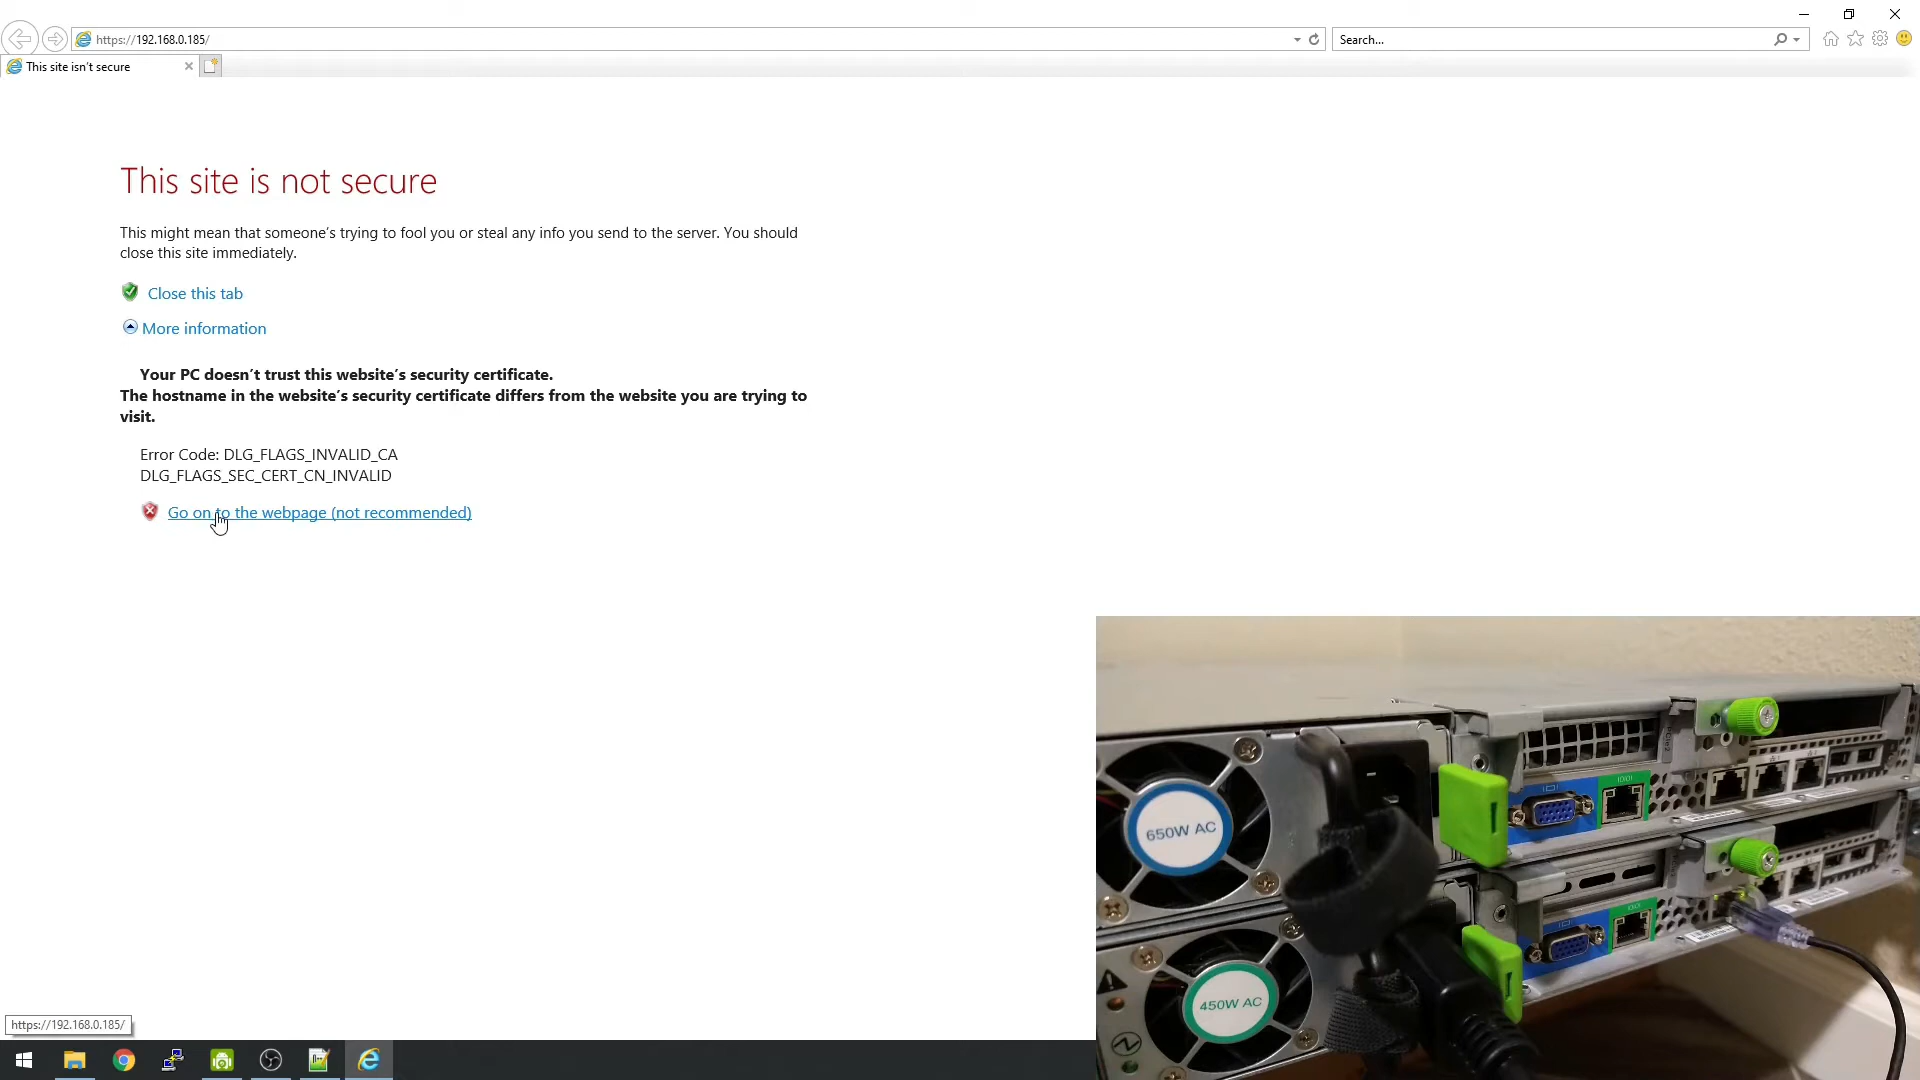 https://192.168.0.185/
Search...
This site isn't secure
This site is not secure
This might mean that someone's trying to fool you or steal any info you send to the server. You should
close this site immediately.
Close this tab
More information
Your PC doesn't trust this website's security certificate.
The hostname in the website's security certificate differs from the website you are trying to
visit.
Error Code: DLG_FLAGS_INVALID_CA
DLG_FLAGS_SEC_CERT_CN_INVALID
Go on to the webpage (not recommended)
650W AC
450W AC
https://192.168.0.185/